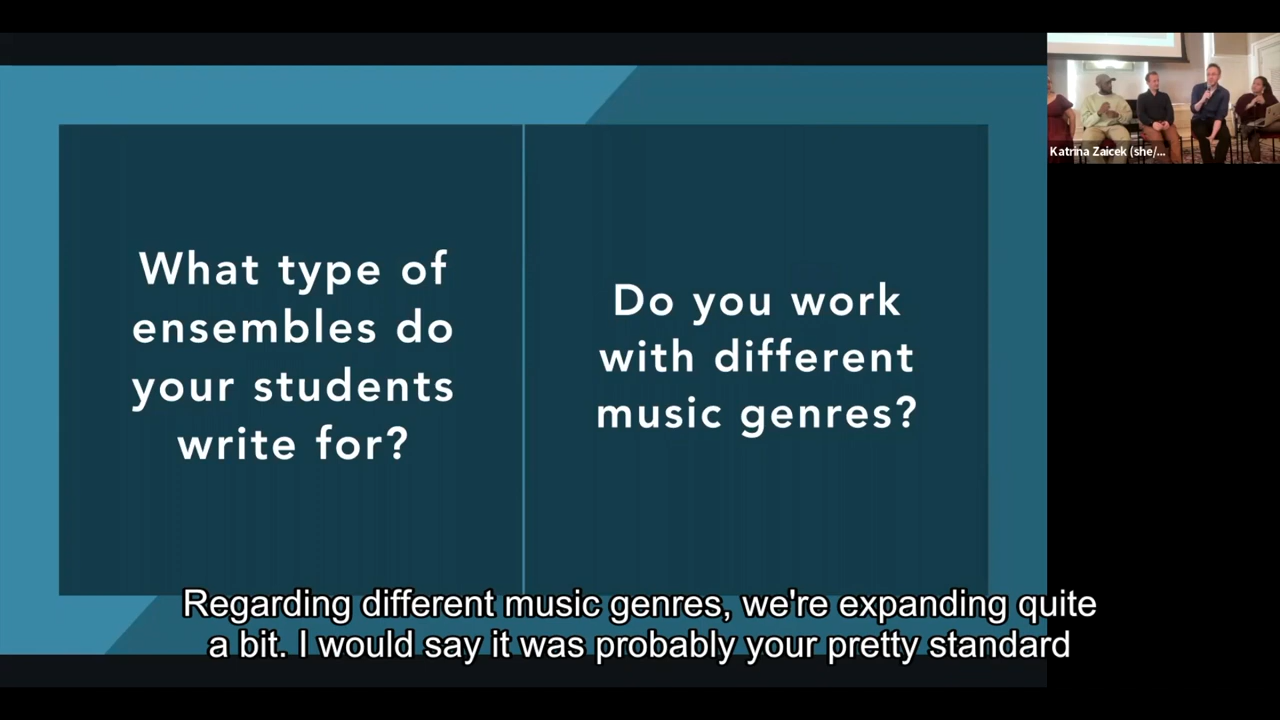 What type of
ensembles do
your students
write for?
Do you work
with different
music genres?
Katrina Zaicek (she/...
Regarding different music genres, we're expanding quite
a bit. I would say it was probably your pretty standard